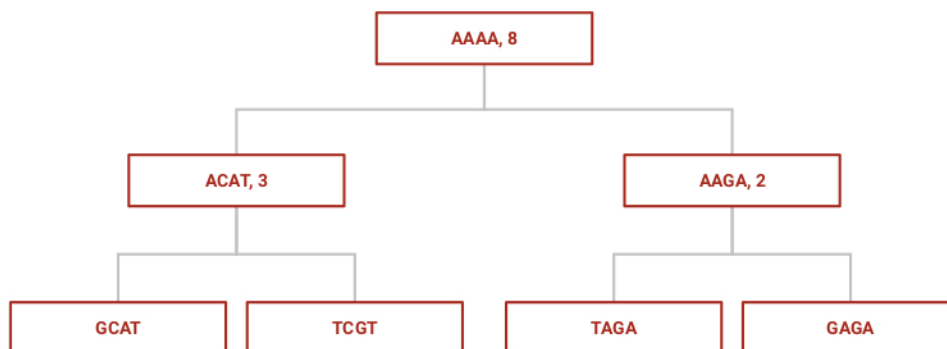 AAAA, 8
ACAT, 3
AAGA, 2
GCAT
TCGT
TAGA
GAGA